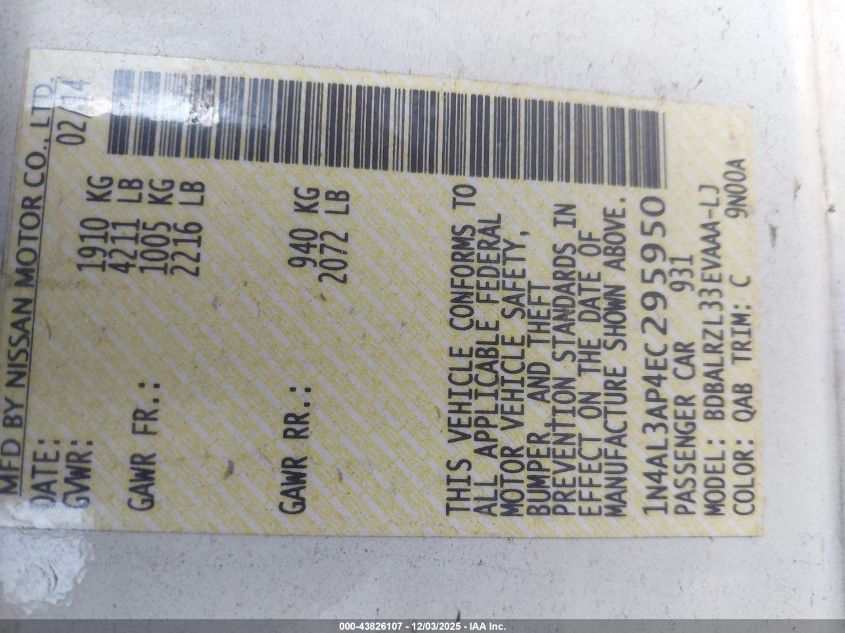 MFD BY NISSAN MOTOR CO., LTD.
DATE: 02/14
GVWR: 1910 KG
4211 LB
GAWR FR.: 1005 KG
2216 LB
GAWR RR.: 940 KG
2072 LB
THIS VEHICLE CONFORMS TO
ALL APPLICABLE FEDERAL
MOTOR VEHICLE SAFETY,
BUMPER AND THEFT
PREVENTION STANDARDS IN
EFFECT ON THE DATE OF
MANUFACTURE SHOWN ABOVE.
1N4AL3AP4EC295950
PASSENGER CAR 931
MODEL: BDBALRZL33EVAAA-LJ
COLOR: QAB TRIM: C 9N00A
000-43826107 - 12/03/2025 - IAA Inc.